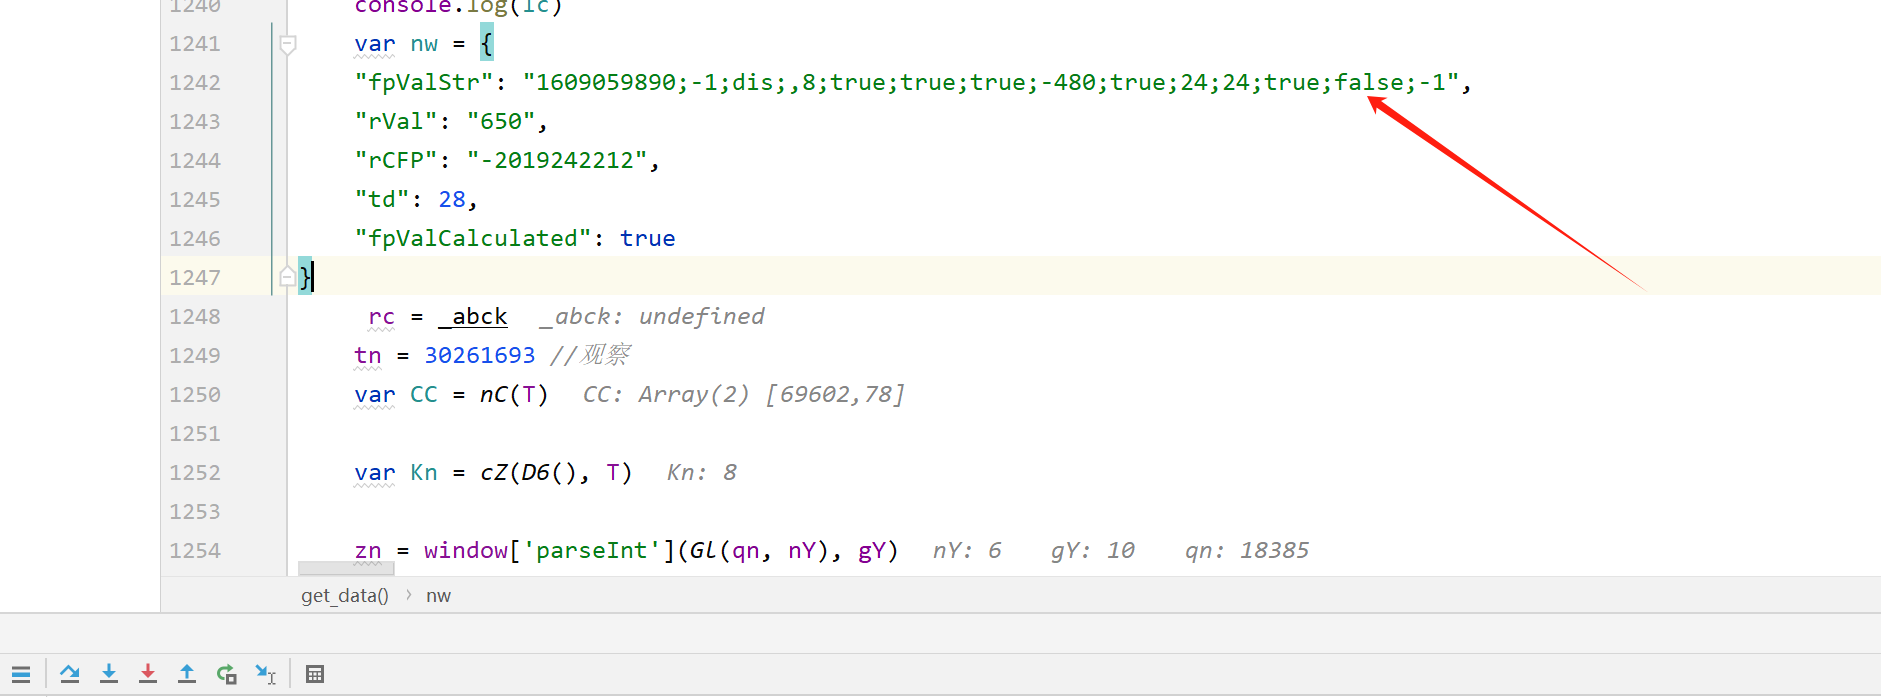 1240 console.log(lc)
1241 var nw = {
1242 "fpValStr": "1609059890;-1;dis;,8;true;true;true;-480;true;24;24;true;false;-1",
1243 "rVal": "650",
1244 "rCFP": "-2019242212",
1245 "td": 28,
1246 "fpValCalculated": true
1247 }
1248 rc = _abck _abck: undefined
1249 tn = 30261693 //观察
1250 var CC = nC(T) CC: Array(2) [69602,78]
1251
1252 var Kn = cZ(D6(), T) Kn: 8
1253
1254 zn = window['parseInt'](Gl(qn, nY), gY) nY: 6 gY: 10 qn: 18385
get_data() › nw